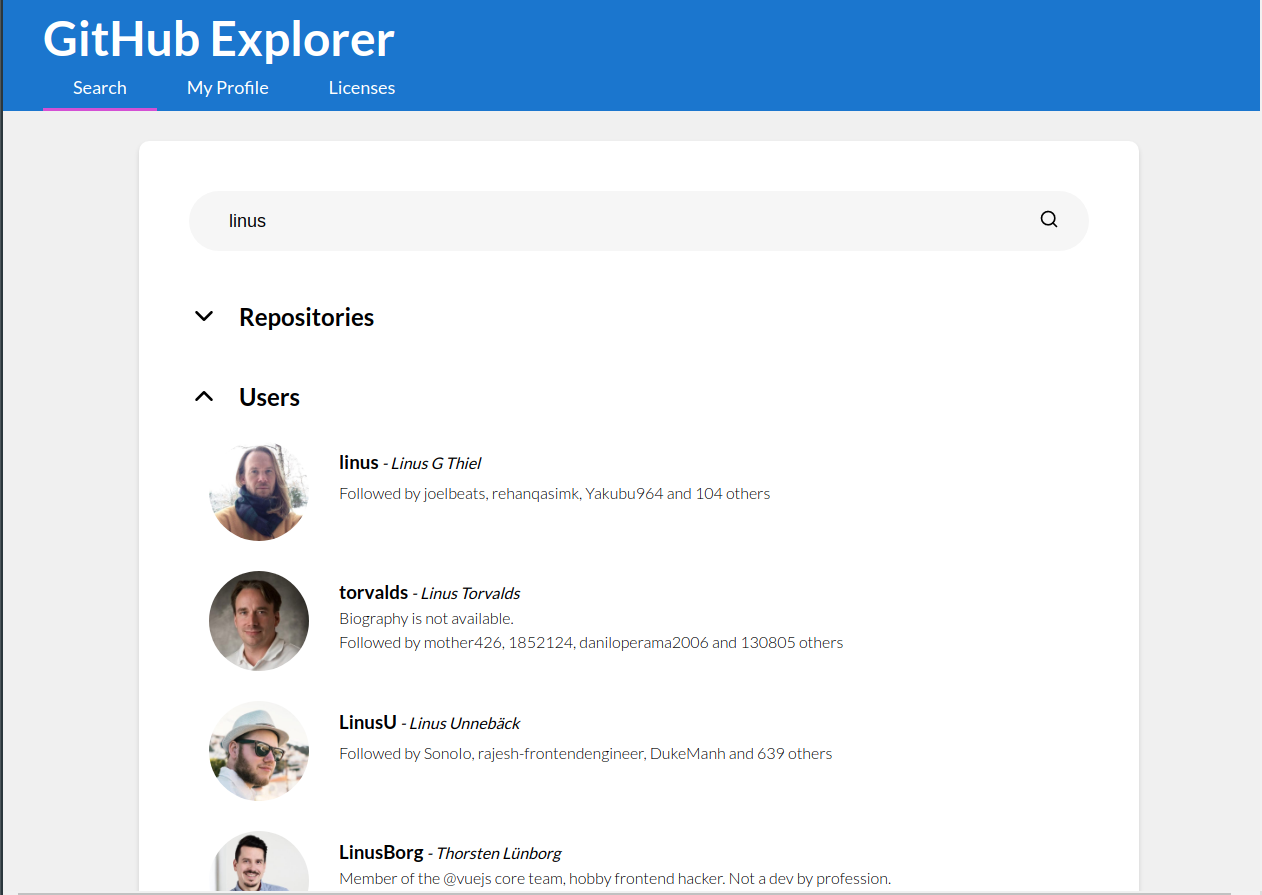 GitHub Explorer
Search My Profile Licenses
linus
Repositories
Users
linus - Linus G Thiel
Followed by joelbeats, rehanqasimk, Yakubu964 and 104 others
torvalds - Linus Torvalds
Biography is not available.
Followed by mother426, 1852124, daniloperama2006 and 130805 others
LinusU - Linus Unnebäck
Followed by Sonolo, rajesh-frontendengineer, DukeManh and 639 others
LinusBorg - Thorsten Lünborg
Member of the @vuejs core team, hobby frontend hacker. Not a dev by profession.